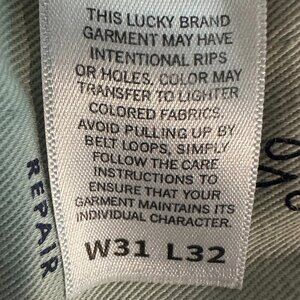 THIS LUCKY BRAND
GARMENT MAY HAVE
INTENTIONAL RIPS
OR HOLES. COLOR MAY
TRANSFER TO LIGHTER
COLORED FABRICS.
AVOID PULLING UP BY
BELT LOOPS, SIMPLY
FOLLOW THE CARE
INSTRUCTIONS TO
ENSURE THAT YOUR
GARMENT MAINTAINS ITS
INDIVIDUAL CHARACTER.
W31 L32
REPAIR